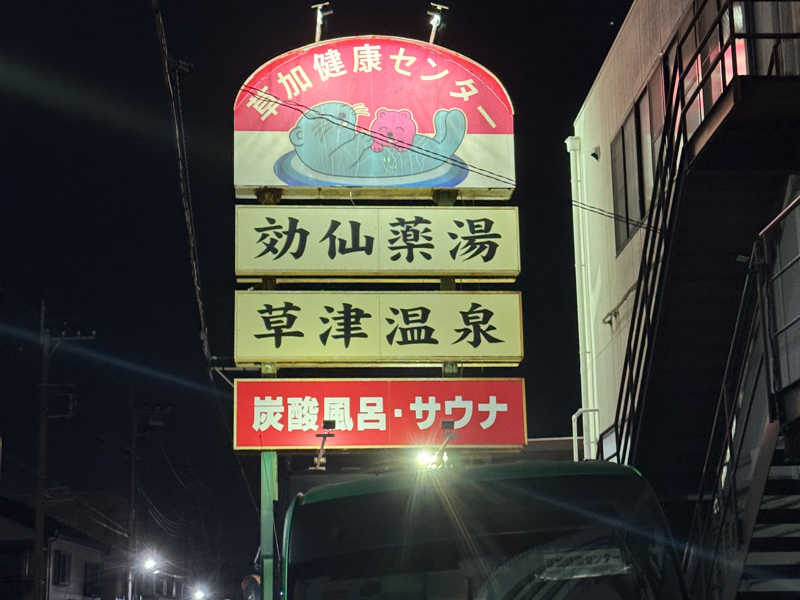 草加健康センター
効仙薬湯
草津温泉
炭酸風呂・サウナ